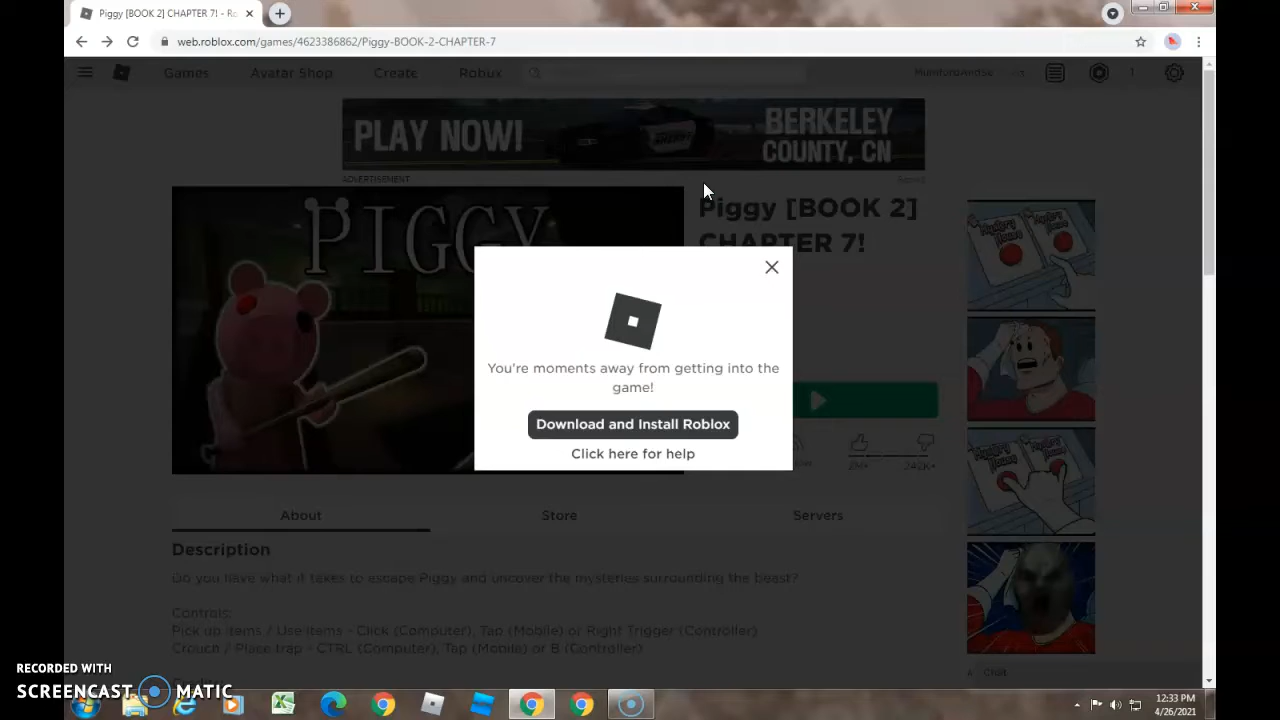 Piggy [BOOK 2] CHAPTER 7! - Ro
web.roblox.com/games/4623386862/Piggy-BOOK-2-CHAPTER-7
Games Avatar Shop Create Robux
1
PLAY NOW!
SHERIFF
BERKELEY
COUNTY, CN
ADVERTISEMENT
Report
PIGGY
Piggy [BOOK 2]
CHAPTER 7!
You're moments away from getting into the
game!
Download and Install Roblox
Click here for help
About Store Servers
Description
Do you have what it takes to escape Piggy and uncover the mysteries surrounding the beast?
Controls:
Pick up items / Use items - Click (Computer), Tap (Mobile) or Right Trigger (Controller)
Crouch / Place trap - CTRL (Computer), Tap (Mobile) or B (Controller)
Chat
RECORDED WITH
SCREENCAST MATIC
12:33 PM
4/26/2021